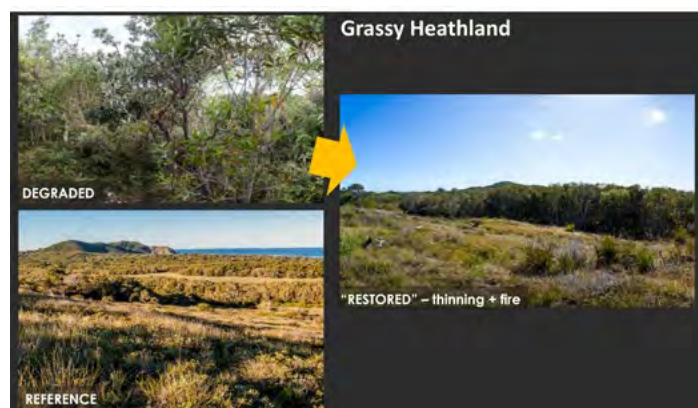 Grassy Heathland
DEGRADED
"RESTORED" – thinning + fire
REFERENCE